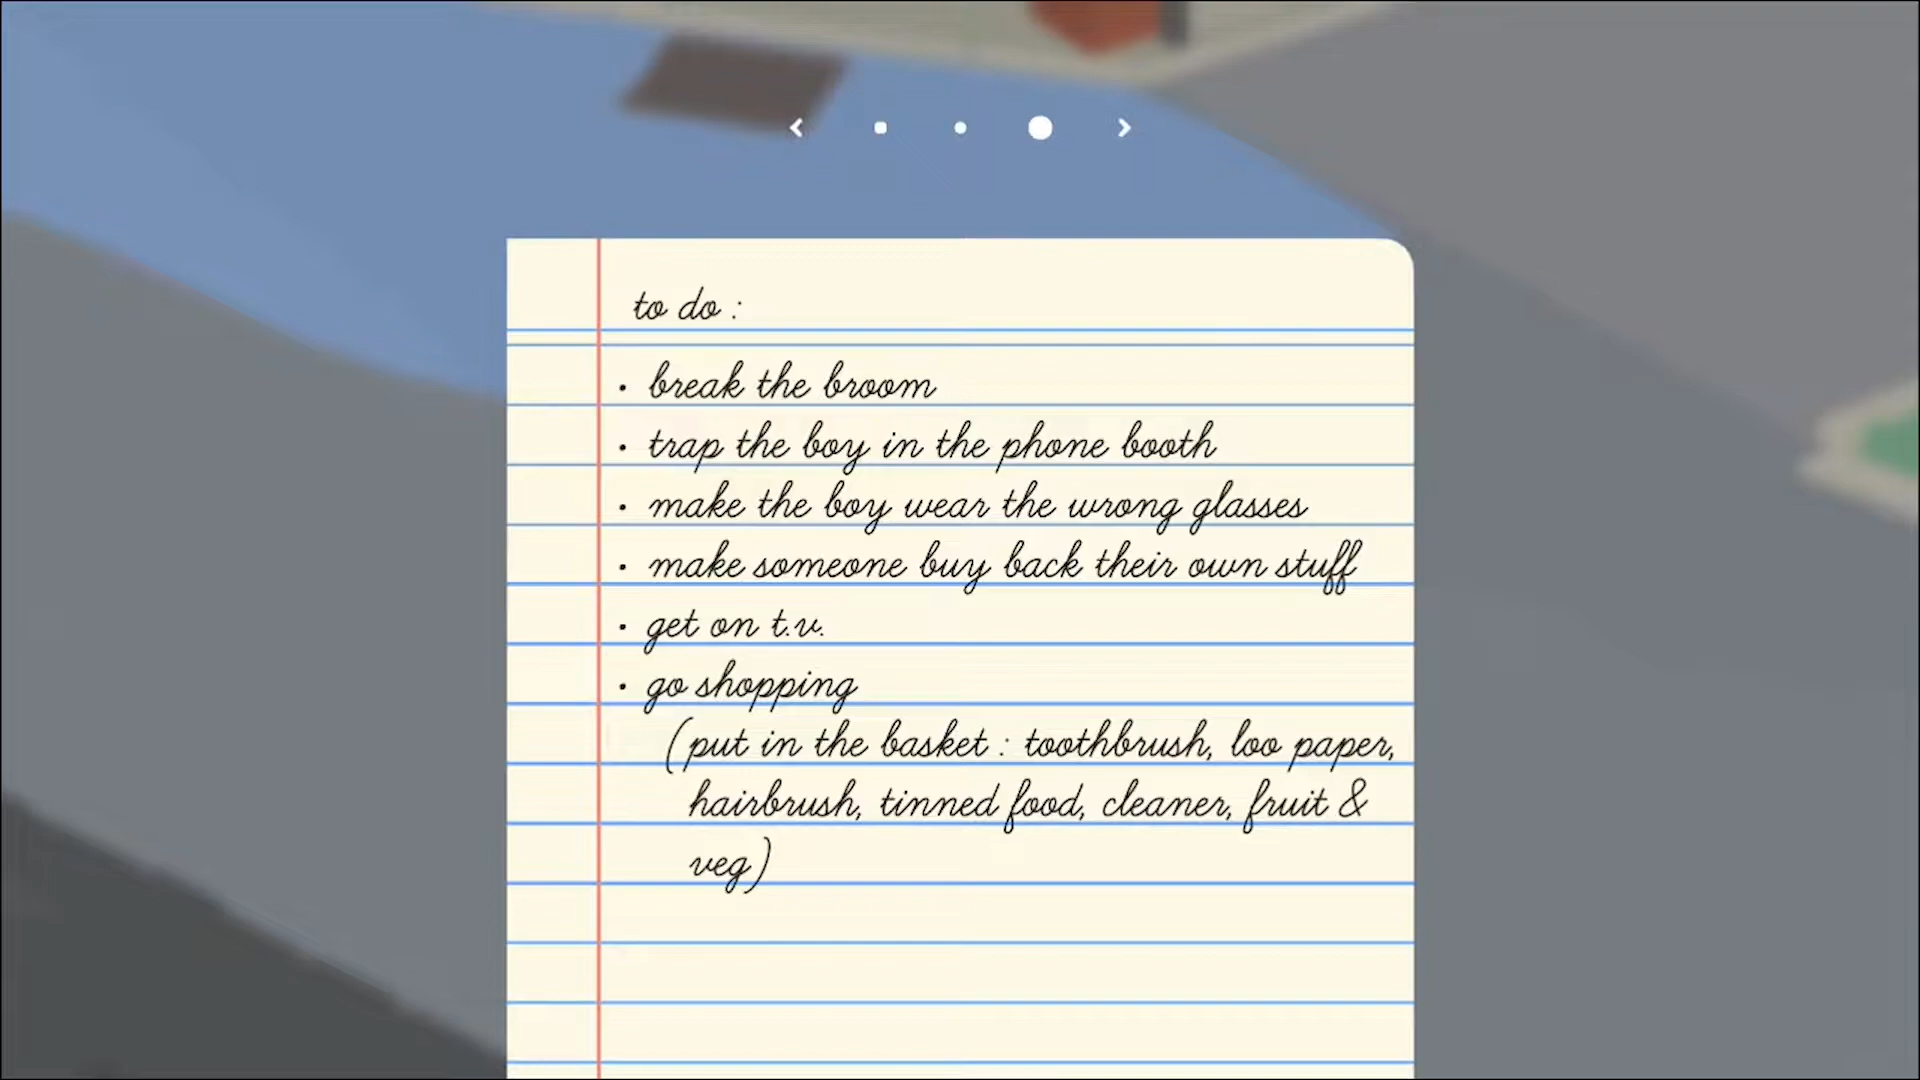 to do :
• break the broom
• trap the boy in the phone booth
• make the boy wear the wrong glasses
• make someone buy back their own stuff
• get on t.v.
• go shopping
(put in the basket : toothbrush, loo paper,
hairbrush, tinned food, cleaner, fruit &
veg)